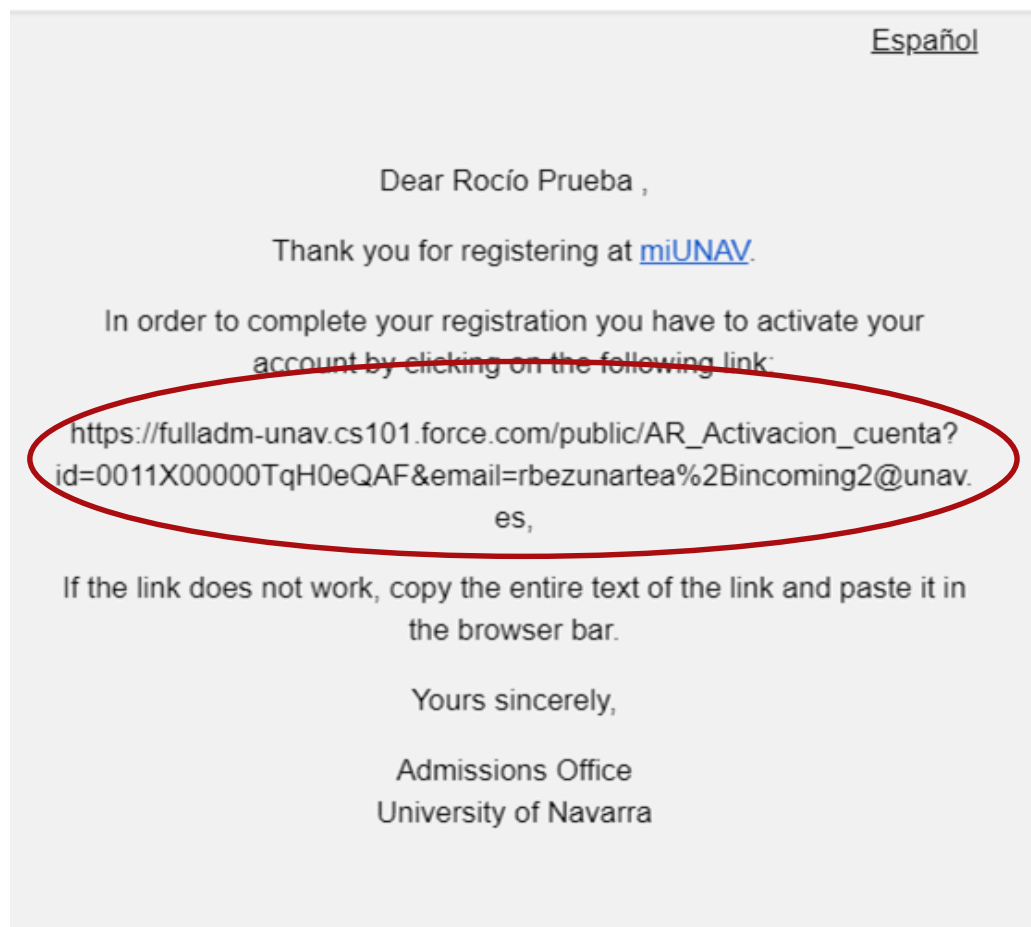 Español
Dear Rocío Prueba ,
Thank you for registering at miUNAV.
In order to complete your registration you have to activate your
account by clicking on the following link:
https://fulladm-unav.cs101.force.com/public/AR_Activacion_cuenta?
id=0011X00000TqH0eQAF&email=rbezunartea%2Bincoming2@unav.
es,
If the link does not work, copy the entire text of the link and paste it in
the browser bar.
Yours sincerely,
Admissions Office
University of Navarra